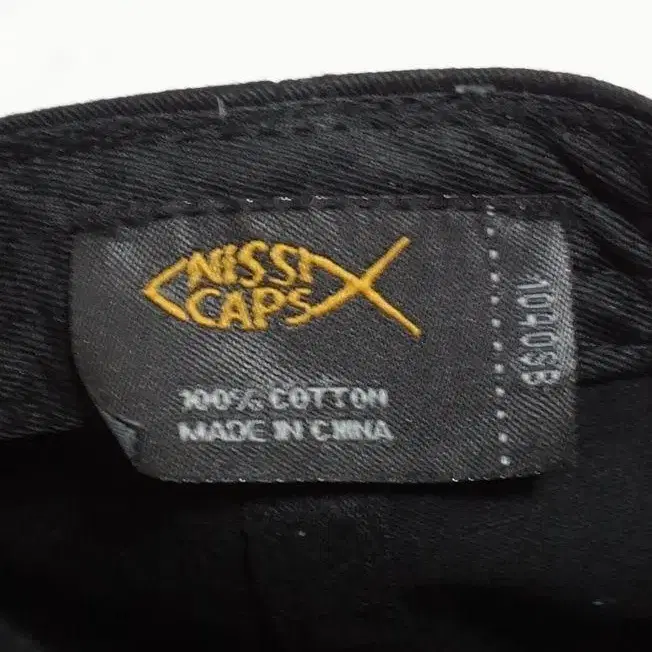 NISSI
CAPS
100% COTTON
MADE IN CHINA
1040SB